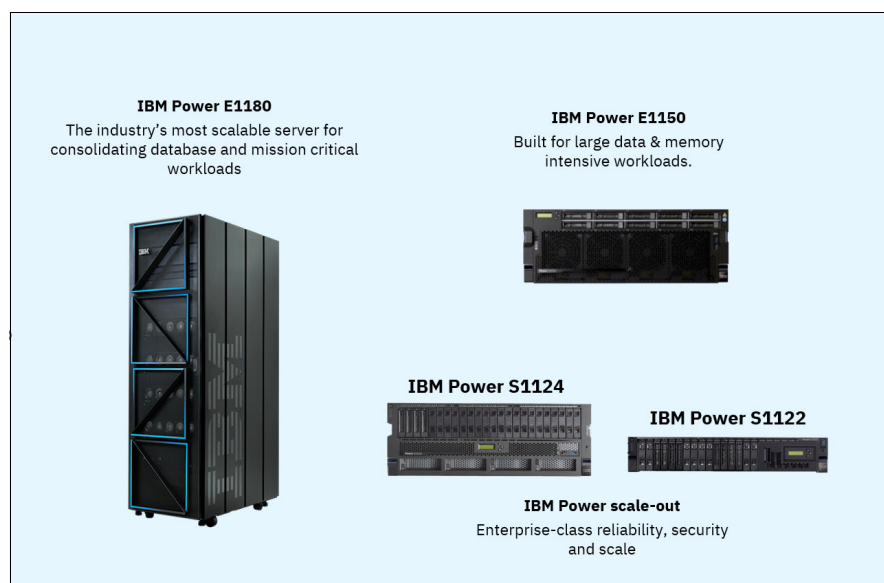 IBM Power E1180
The industry's most scalable server for
consolidating database and mission critical
workloads
IBM Power E1150
Built for large data & memory
intensive workloads.
IBM
IBM Power S1124
IBM Power S1122
IBM Power scale-out
Enterprise-class reliability, security
and scale